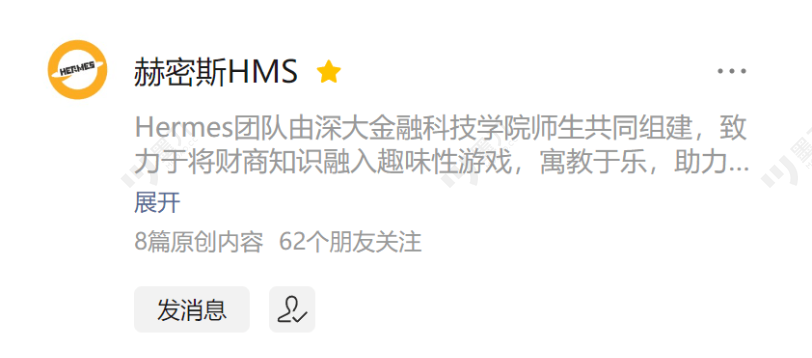 HERMES
赫密斯HMS
Hermes团队由深大金融科技学院师生共同组建，致
力于将财商知识融入趣味性游戏，寓教于乐，助力...
展开
8篇原创内容 62个朋友关注
发消息